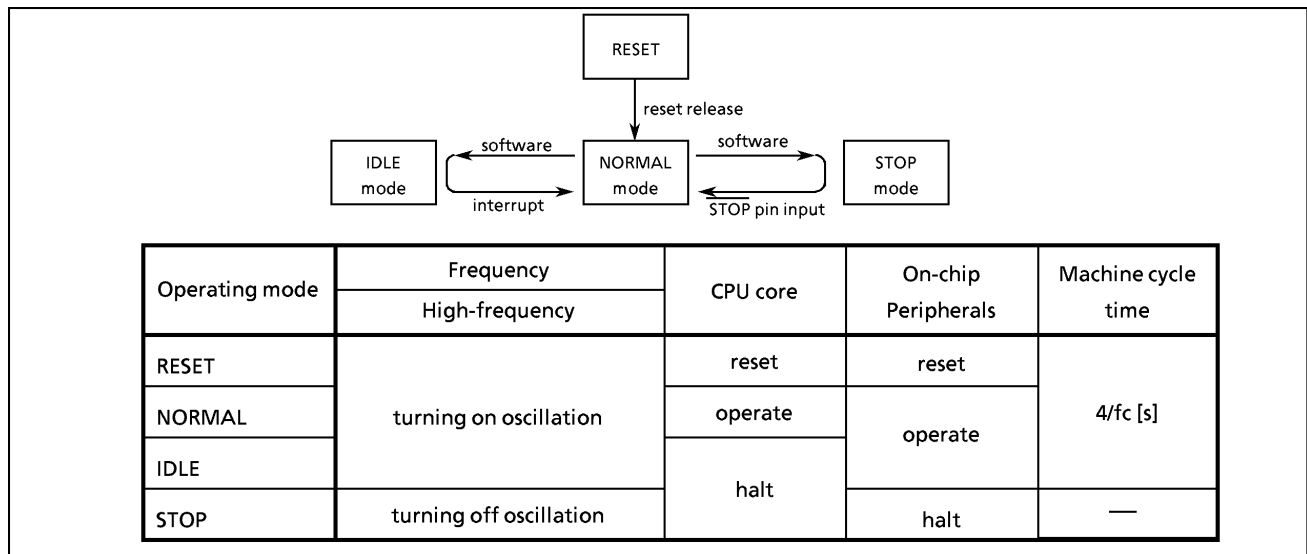 RESET
reset release
IDLE
mode
software
interrupt
NORMAL
mode
software
S̅T̅O̅P̅ pin input
STOP
mode
Operating mode
Frequency
High-frequency
CPU core
On-chip
Peripherals
Machine cycle
time
RESET
turning on oscillation
reset
reset
4/fc [s]
NORMAL
operate
operate
IDLE
halt
STOP
turning off oscillation
halt
—